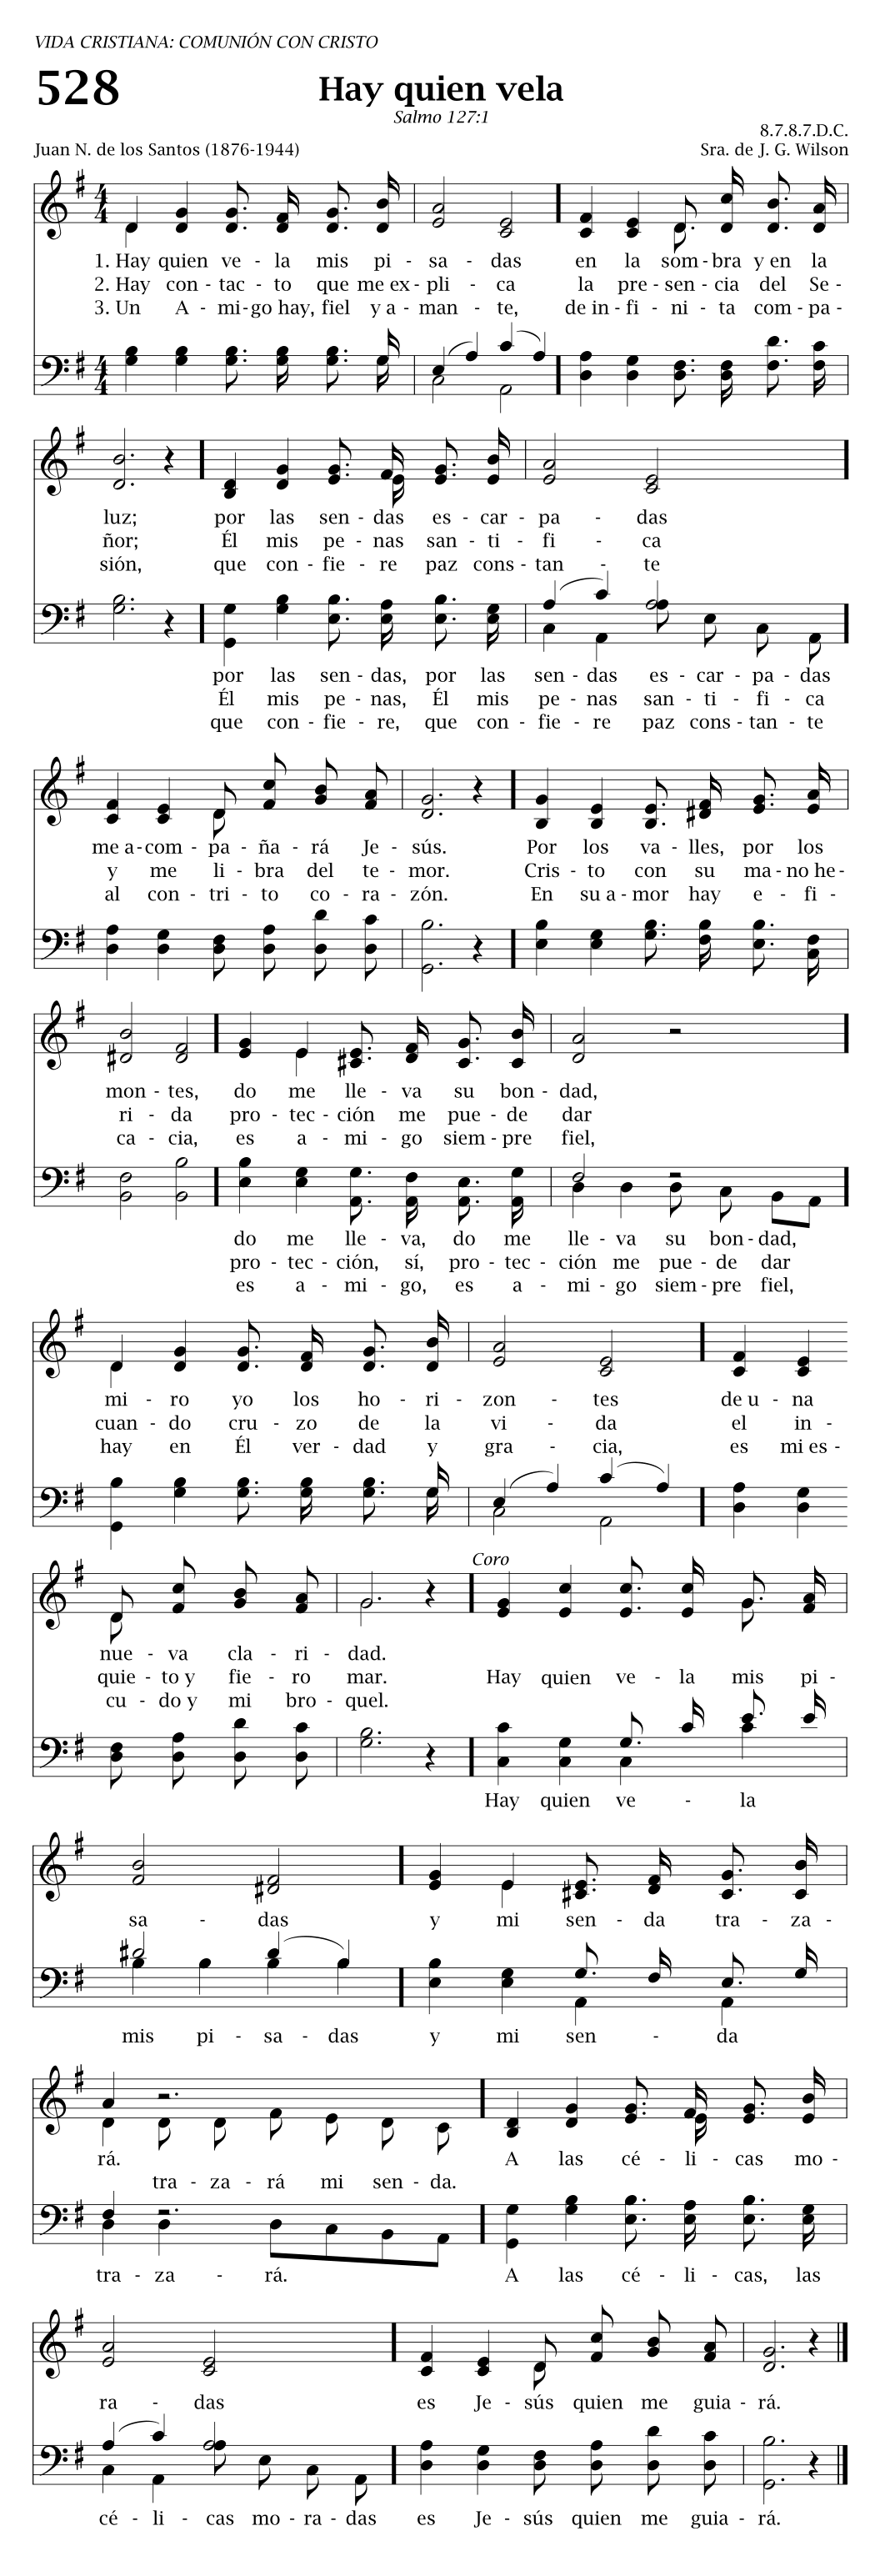 VIDA CRISTIANA: COMUNIÓN CON CRISTO
528 Hay quien vela
Salmo 127:1
8.7.8.7.D.C.
Juan N. de los Santos (1876-1944) Sra. de J. G. Wilson
4 4
1. Hay quien ve - la mis pi - sa - das en la som - bra y en la
2. Hay con - tac - to que me ex - pli - ca la pre - sen - cia del Se -
3. Un A - mi - go hay, fiel y a - man - te, de in - fi - ni - ta com - pa -
4 4
luz; por las sen - das es - car - pa - das
ñor; Él mis pe - nas san - ti - fi - ca
sión, que con - fie - re paz cons - tan - te
por las sen - das, por las sen - das es - car - pa - das
Él mis pe - nas, Él mis pe - nas san - ti - fi - ca
que con - fie - re, que con - fie - re paz cons - tan - te
me a - com - pa - ña - rá Je - sús. Por los va - lles, por los
y me li - bra del te - mor. Cris - to con su ma - no he -
al con - tri - to co - ra - zón. En su a - mor hay e - fi -
mon - tes, do me lle - va su bon - dad,
ri - da pro - tec - ción me pue - de dar
ca - cia, es a - mi - go siem - pre fiel,
do me lle - va, do me lle - va su bon - dad,
pro - tec - ción, sí, pro - tec - ción me pue - de dar
es a - mi - go, es a - mi - go siem - pre fiel,
mi - ro yo los ho - ri - zon - tes de u - na
cuan - do cru - zo de la vi - da el in -
hay en Él ver - dad y gra - cia, es mi es -
Coro
nue - va cla - ri - dad.
quie - to y fie - ro mar. Hay quien ve - la mis pi -
cu - do y mi bro - quel.
Hay quien ve - la
sa - das y mi sen - da tra - za -
mis pi - sa - das y mi sen - da
rá. A las cé - li - cas mo -
tra - za - rá mi sen - da.
tra - za - rá. A las cé - li - cas, las
ra - das es Je - sús quien me guia - rá.
cé - li - cas mo - ra - das es Je - sús quien me guia - rá.